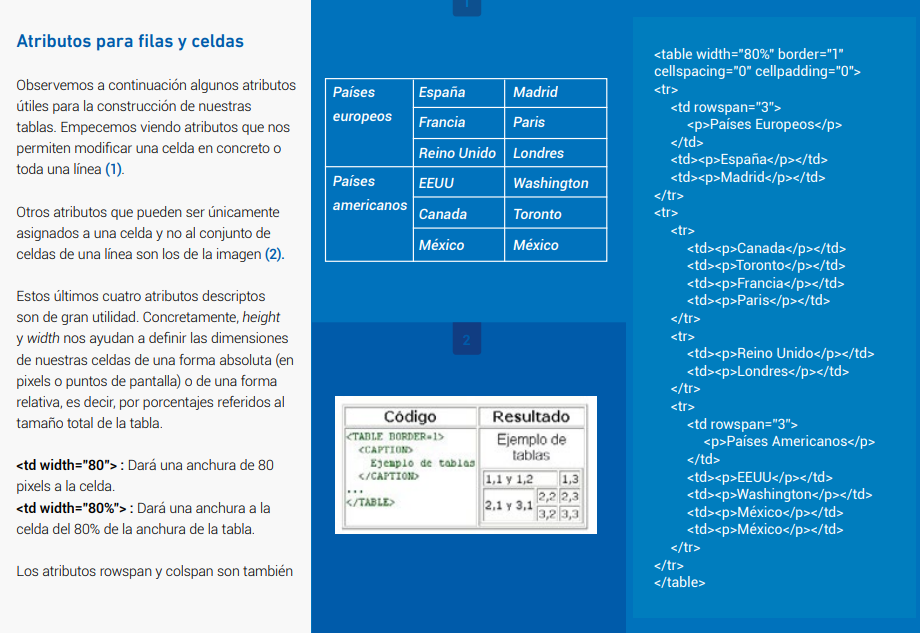 Atributos para filas y celdas
Observemos a continuación algunos atributos
útiles para la construcción de nuestras
tablas. Empecemos viendo atributos que nos
permiten modificar una celda en concreto o
toda una línea (1).
Otros atributos que pueden ser únicamente
asignados a una celda y no al conjunto de
celdas de una línea son los de la imagen (2).
Estos últimos cuatro atributos descriptos
son de gran utilidad. Concretamente, height
y width nos ayudan a definir las dimensiones
de nuestras celdas de una forma absoluta (en
pixels o puntos de pantalla) o de una forma
relativa, es decir, por porcentajes referidos al
tamaño total de la tabla.
<td width="80"> : Dará una anchura de 80
pixels a la celda.
<td width="80%"> : Dará una anchura a la
celda del 80% de la anchura de la tabla.
Los atributos rowspan y colspan son también
1
Países europeos España Madrid
Francia Paris
Reino Unido Londres
Países americanos EEUU Washington
Canada Toronto
México México
2
Código Resultado
<TABLE BORDER=1>
<CAPTION>
Ejemplo de tablas
</CAPTION>
...
</TABLE>
Ejemplo de
tablas
1,1 y 1,2 1,3
2,1 y 3,1 2,2 2,3
3,2 3,3
<table width="80%" border="1"
cellspacing="0" cellpadding="0">
<tr>
<td rowspan="3">
<p>Países Europeos</p>
</td>
<td><p>España</p></td>
<td><p>Madrid</p></td>
</tr>
<tr>
<tr>
<td><p>Canada</p></td>
<td><p>Toronto</p></td>
<td><p>Francia</p></td>
<td><p>Paris</p></td>
</tr>
<tr>
<td><p>Reino Unido</p></td>
<td><p>Londres</p></td>
</tr>
<tr>
<td rowspan="3">
<p>Países Americanos</p>
</td>
<td><p>EEUU</p></td>
<td><p>Washington</p></td>
<td><p>México</p></td>
<td><p>México</p></td>
</tr>
</tr>
</table>